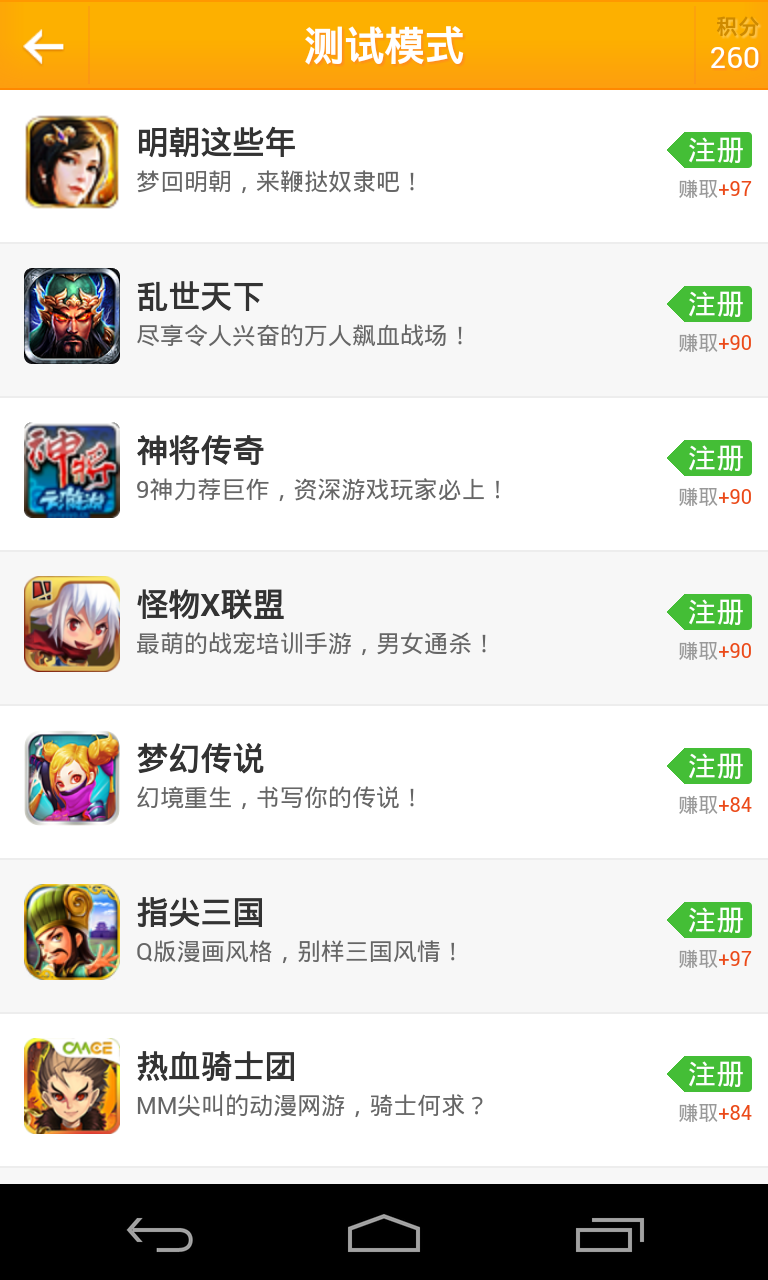 测试模式
积分
260
明朝这些年
梦回明朝，来鞭挞奴隶吧！
注册
赚取+97
乱世天下
尽享令人兴奋的万人飙血战场！
注册
赚取+90
神将
神将传奇
9神力荐巨作，资深游戏玩家必上！
注册
赚取+90
怪物X联盟
最萌的战宠培训手游，男女通杀！
注册
赚取+90
梦幻传说
幻境重生，书写你的传说！
注册
赚取+84
指尖三国
Q版漫画风格，别样三国风情！
注册
赚取+97
热血骑士团
MM尖叫的动漫网游，骑士何求？
注册
赚取+84